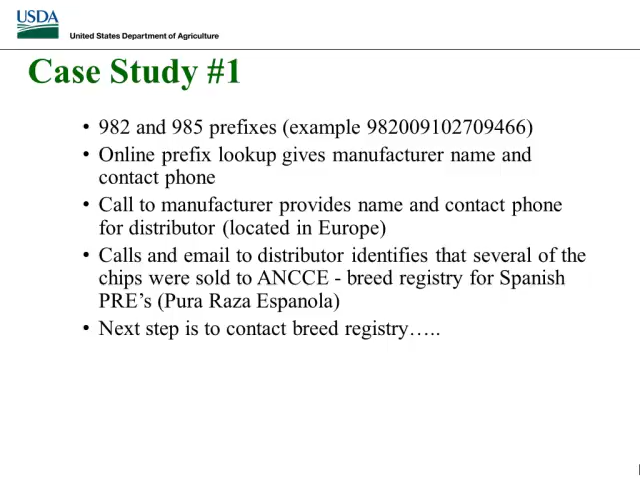 USDA
United States Department of Agriculture
Case Study #1
• 982 and 985 prefixes (example 982009102709466)
• Online prefix lookup gives manufacturer name and
contact phone
• Call to manufacturer provides name and contact phone
for distributor (located in Europe)
• Calls and email to distributor identifies that several of the
chips were sold to ANCCE - breed registry for Spanish
PRE’s (Pura Raza Espanola)
• Next step is to contact breed registry…..